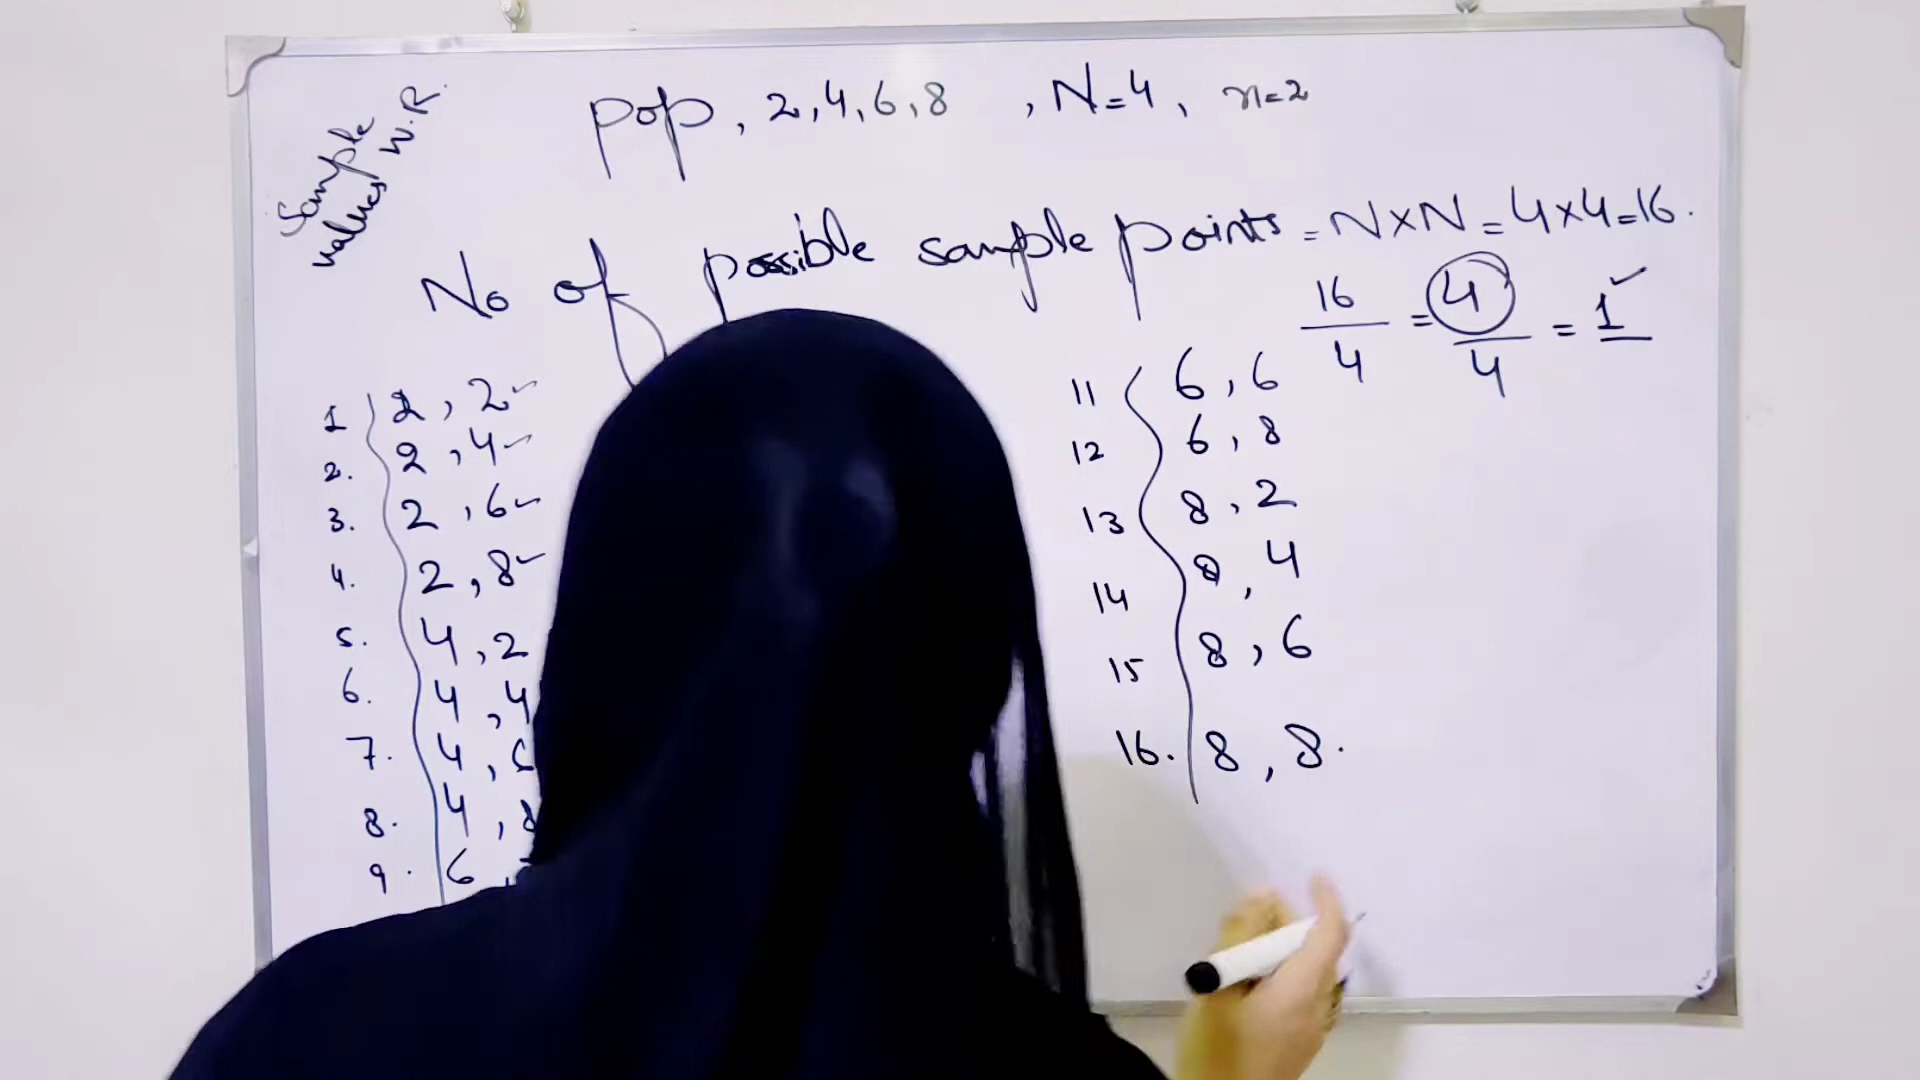 Sample
values W.R.
pop, 2,4,6,8 , N=4, n=2
No of possible sample points = N×N = 4×4=16.
16/4 = 4/4 = 1 ✓
1 2, 2 ✓
2. 2, 4 ✓
3. 2, 6 ✓
4. 2, 8 ✓
5. 4, 2
6. 4, 4
7. 4, 6
8. 4, 8
9. 6,
11 6, 6
12 6, 8
13 8, 2
14 8, 4
15 8, 6
16. 8, 8.